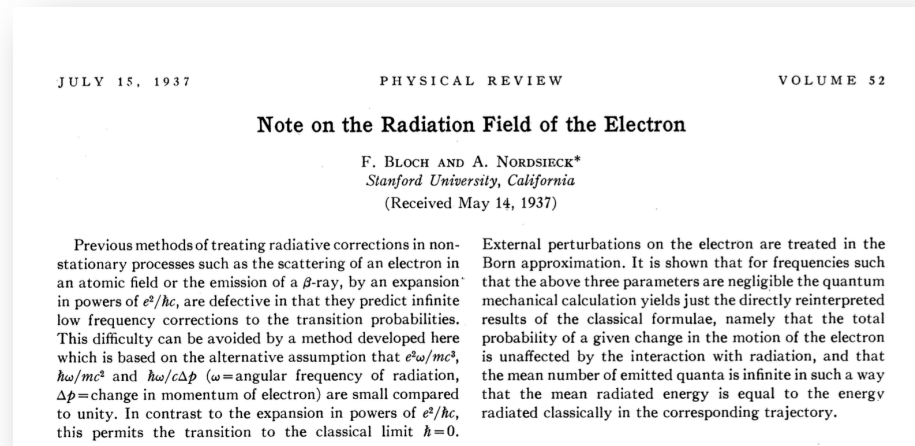 JULY 15, 1937 PHYSICAL REVIEW VOLUME 52
Note on the Radiation Field of the Electron
F. BLOCH AND A. NORDSIECK*
Stanford University, California
(Received May 14, 1937)
Previous methods of treating radiative corrections in non-
stationary processes such as the scattering of an electron in
an atomic field or the emission of a β-ray, by an expansion
in powers of e²/ħc, are defective in that they predict infinite
low frequency corrections to the transition probabilities.
This difficulty can be avoided by a method developed here
which is based on the alternative assumption that e²ω/mc³,
ħω/mc² and ħω/cΔp (ω=angular frequency of radiation,
Δp=change in momentum of electron) are small compared
to unity. In contrast to the expansion in powers of e²/ħc,
this permits the transition to the classical limit ħ=0.
External perturbations on the electron are treated in the
Born approximation. It is shown that for frequencies such
that the above three parameters are negligible the quantum
mechanical calculation yields just the directly reinterpreted
results of the classical formulae, namely that the total
probability of a given change in the motion of the electron
is unaffected by the interaction with radiation, and that
the mean number of emitted quanta is infinite in such a way
that the mean radiated energy is equal to the energy
radiated classically in the corresponding trajectory.